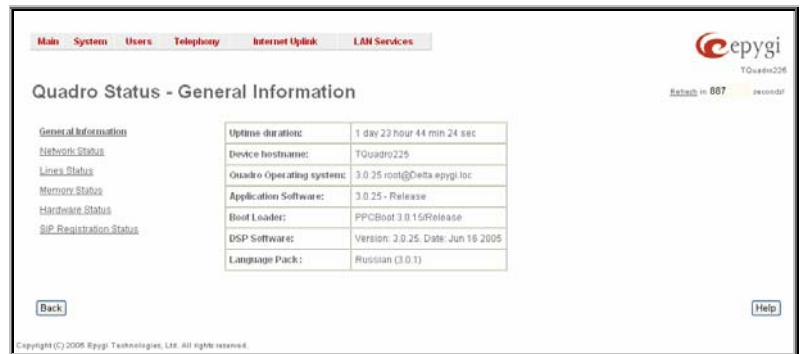 Main System Users Telephony Internet Uplink LAN Services
epygi
TQuadro225
Quadro Status - General Information
Refresh in 887 seconds!
General Information
Network Status
Lines Status
Memory Status
Hardware Status
SIP Registration Status
Uptime duration: 1 day 23 hour 44 min 24 sec
Device hostname: TQuadro225
Quadro Operating system: 3.0.25 root@Delta.epygi.loc
Application Software: 3.0.25 - Release
Boot Loader: PPCBoot 3.0.15/Release
DSP Software: Version: 3.0.25, Date: Jun 16 2005
Language Pack: Russian (3.0.1)
Back
Help
Copyright (C) 2005 Epygi Technologies, Ltd. All rights reserved.